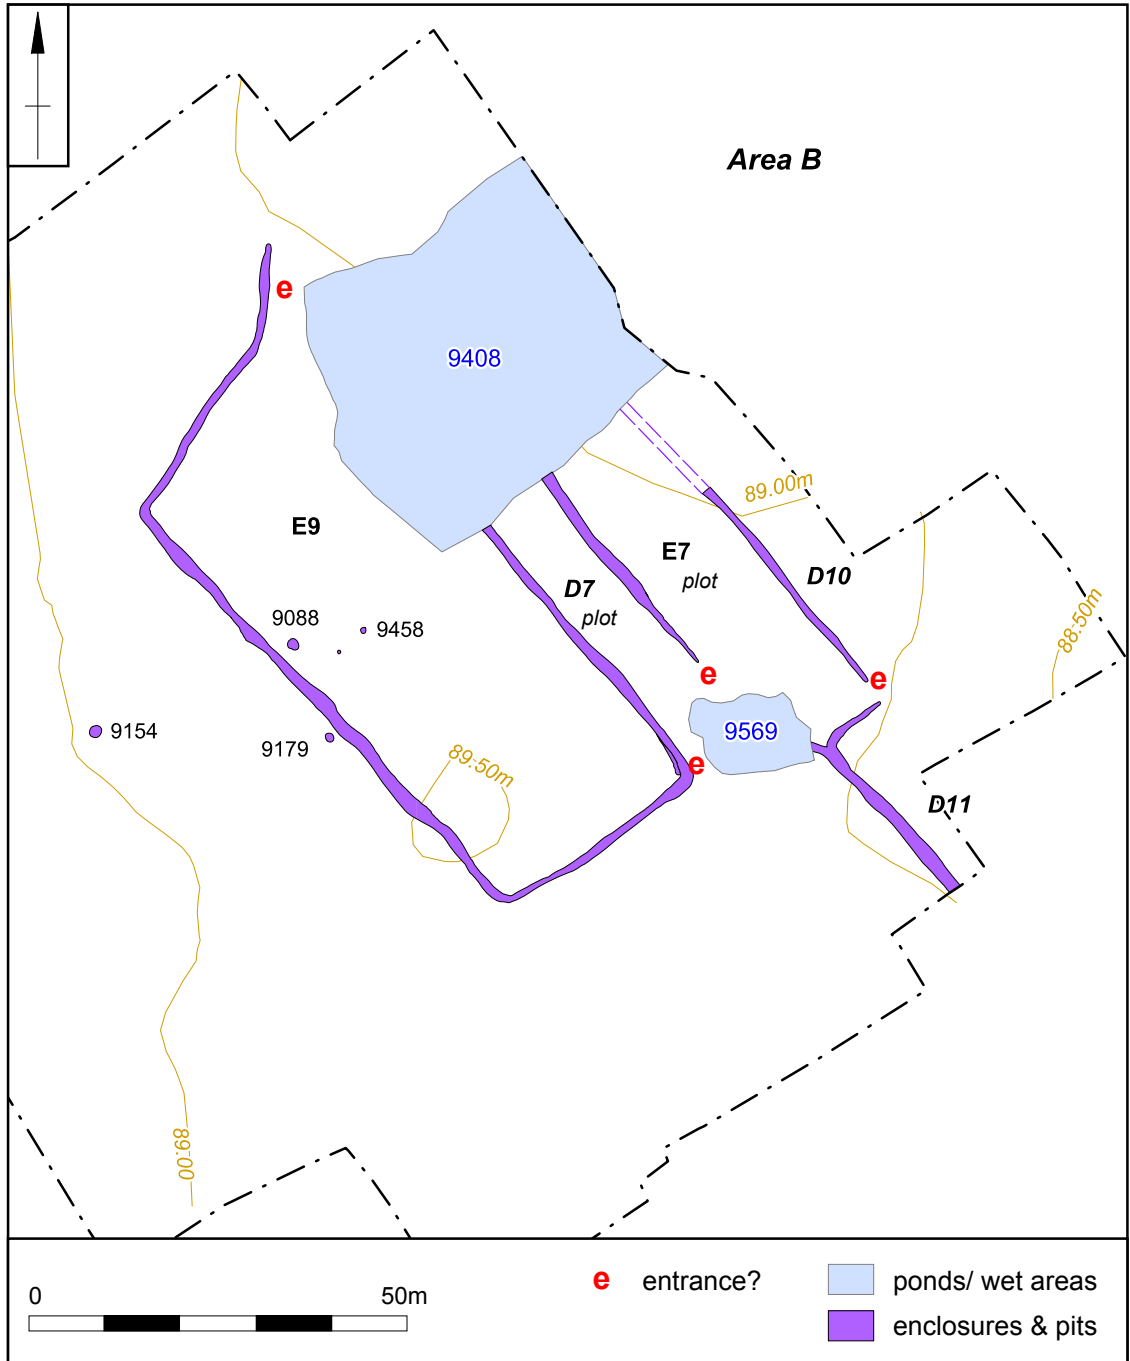 Area B
e
9408
89.00m
E9
E7
plot
D10
D7
plot
88.50m
9088
9458
e
e
9154
9179
9569
e
89.50m
D11
89.00
0
50m
e entrance?
ponds/ wet areas
enclosures & pits